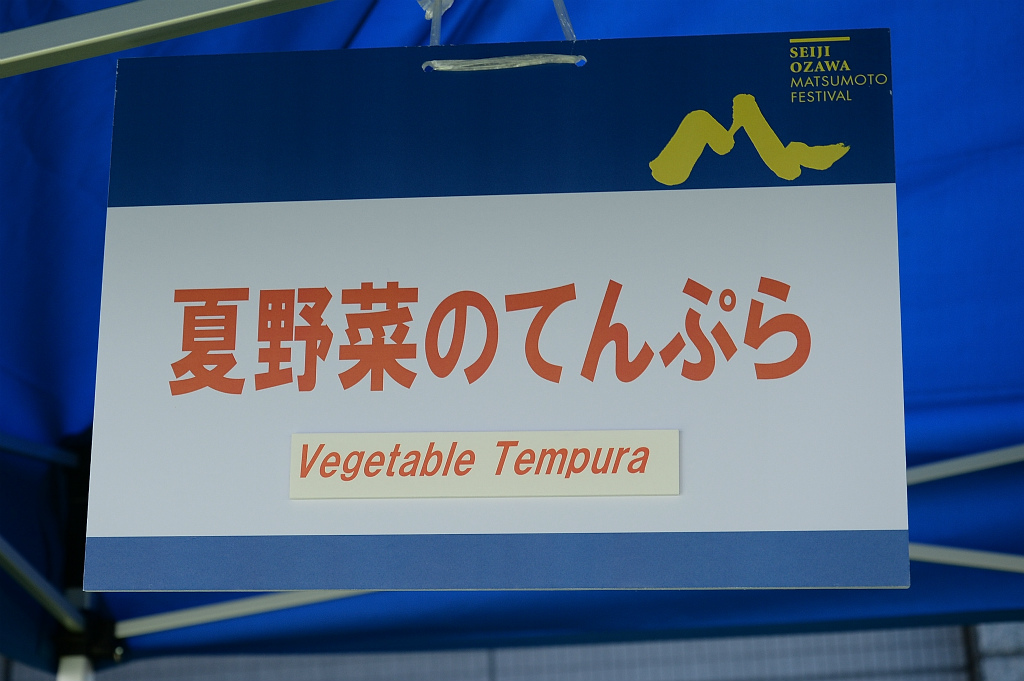 SEIJI
OZAWA
MATSUMOTO
FESTIVAL
夏野菜のてんぷら
Vegetable Tempura